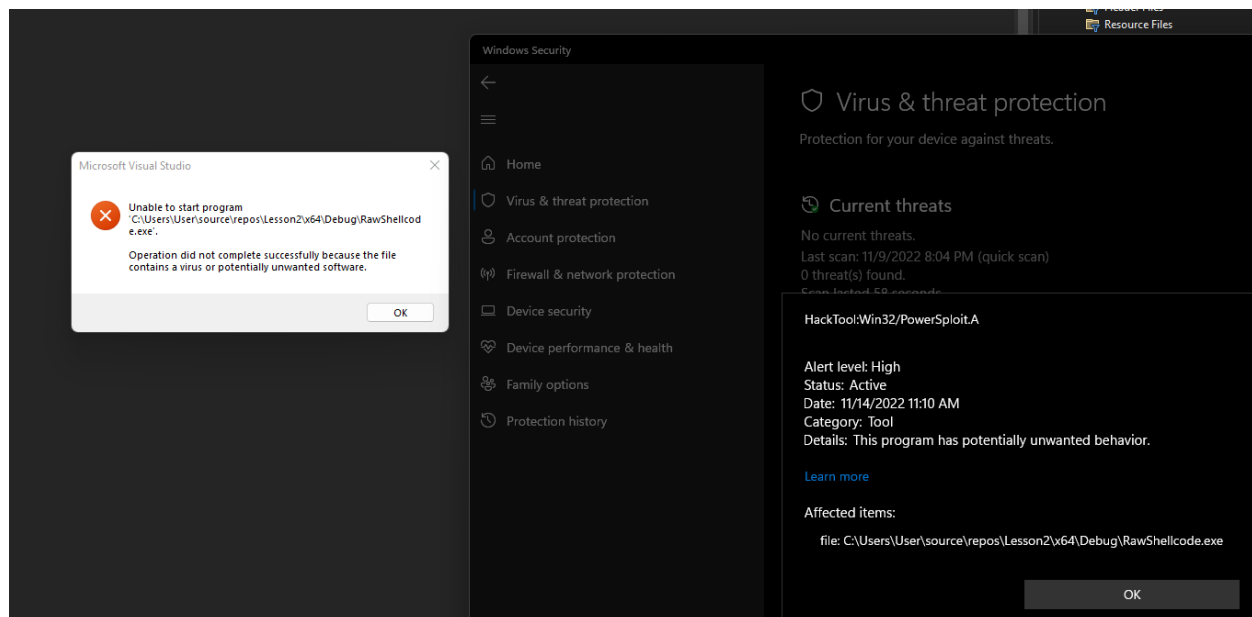 Resource Files
Windows Security
Virus & threat protection
Protection for your device against threats.
Home
Virus & threat protection
Account protection
Firewall & network protection
Device security
Device performance & health
Family options
Protection history
Microsoft Visual Studio
Unable to start program
'C:\Users\User\source\repos\Lesson2\x64\Debug\RawShellcod
e.exe'.
Operation did not complete successfully because the file
contains a virus or potentially unwanted software.
OK
Current threats
No current threats.
Last scan: 11/9/2022 8:04 PM (quick scan)
0 threat(s) found.
Scan lasted 58 seconds
HackTool:Win32/PowerSploit.A
Alert level: High
Status: Active
Date: 11/14/2022 11:10 AM
Category: Tool
Details: This program has potentially unwanted behavior.
Learn more
Affected items:
file: C:\Users\User\source\repos\Lesson2\x64\Debug\RawShellcode.exe
OK